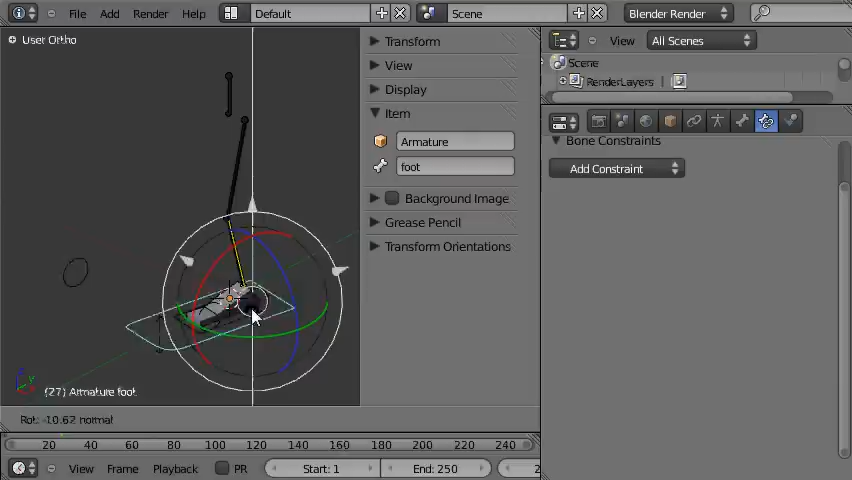 File Add Render Help Default Scene Blender Render
User Ortho
Transform
View
Display
Item
Armature
foot
Background Image
Grease Pencil
Transform Orientations
View All Scenes
Scene
RenderLayers |
Bone Constraints
Add Constraint
z
y
(27) Armature foot
Rot: -10.62 normal
20 40 60 80 100 120 140 160 180 200 220 240
View Frame Playback PR Start: 1 End: 250 2